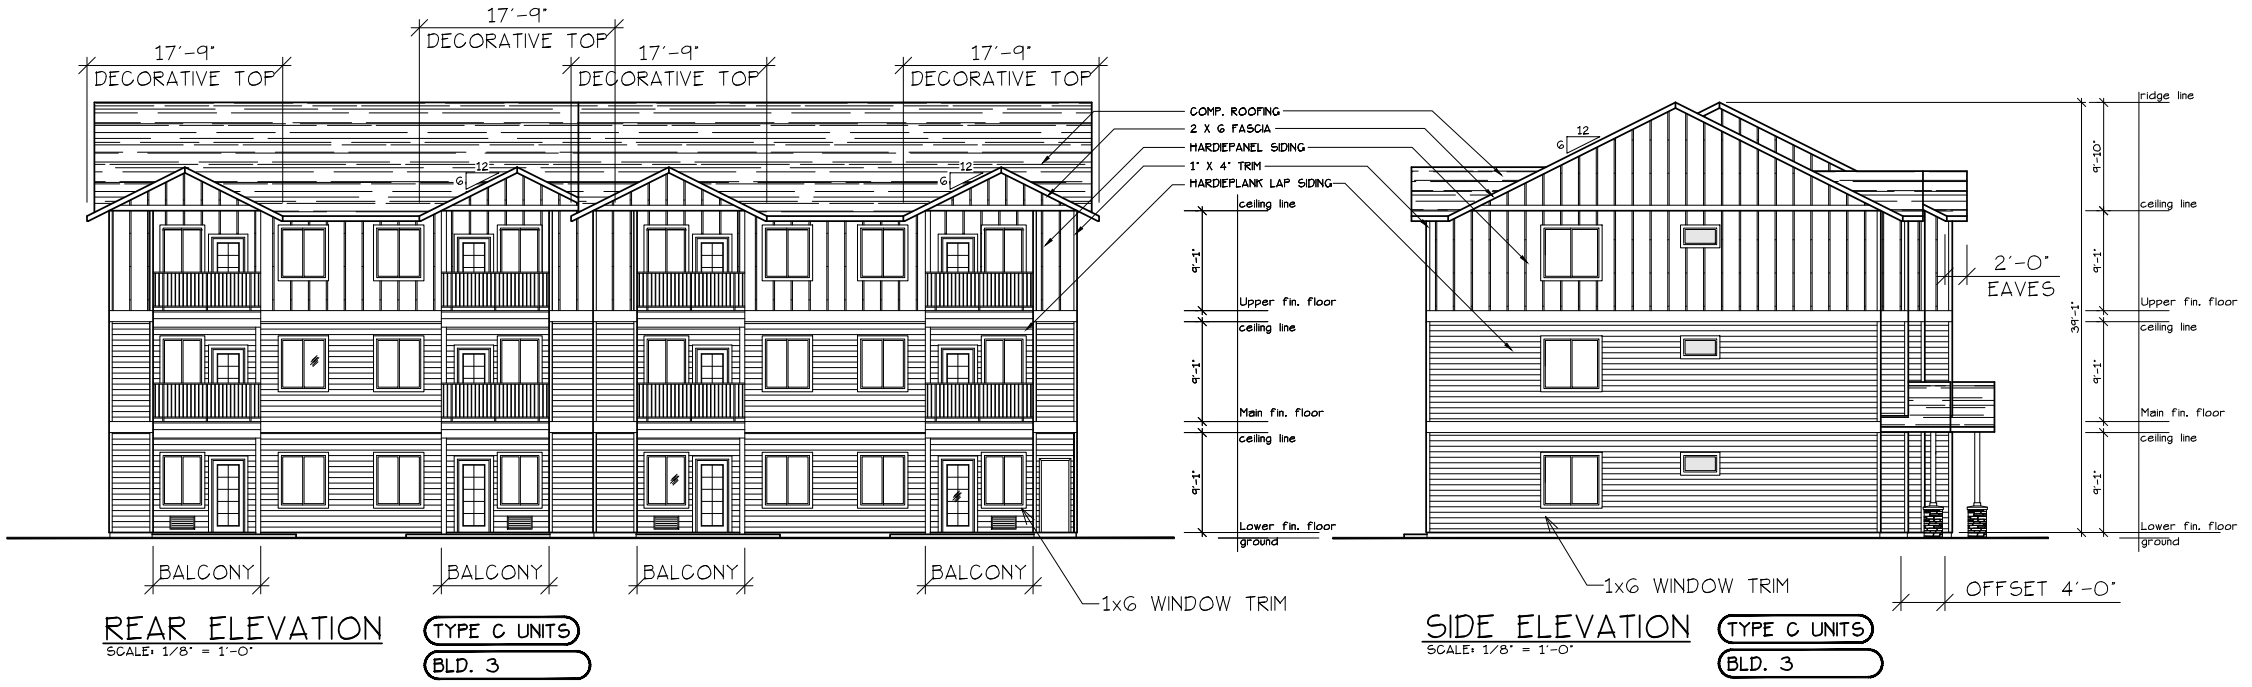 17'-9"
DECORATIVE TOP
17'-9"
DECORATIVE TOP
17'-9"
DECORATIVE TOP
17'-9"
DECORATIVE TOP
12
6
12
6
COMP. ROOFING
2 X 6 FASCIA
HARDIEPANEL SIDING
1" X 4" TRIM
HARDIEPLANK LAP SIDING
ceiling line
9'-1"
Upper fin. floor
ceiling line
9'-1"
Main fin. floor
ceiling line
9'-1"
Lower fin. floor
ground
BALCONY
BALCONY
BALCONY
BALCONY
1x6 WINDOW TRIM
REAR ELEVATION
SCALE: 1/8" = 1'-0"
TYPE C UNITS
BLD. 3
12
6
ridge line
9'-10"
ceiling line
9'-1"
2'-0"
EAVES
Upper fin. floor
39'-1"
ceiling line
9'-1"
Main fin. floor
ceiling line
9'-1"
Lower fin. floor
ground
1x6 WINDOW TRIM
OFFSET 4'-0"
SIDE ELEVATION
SCALE: 1/8" = 1'-0"
TYPE C UNITS
BLD. 3